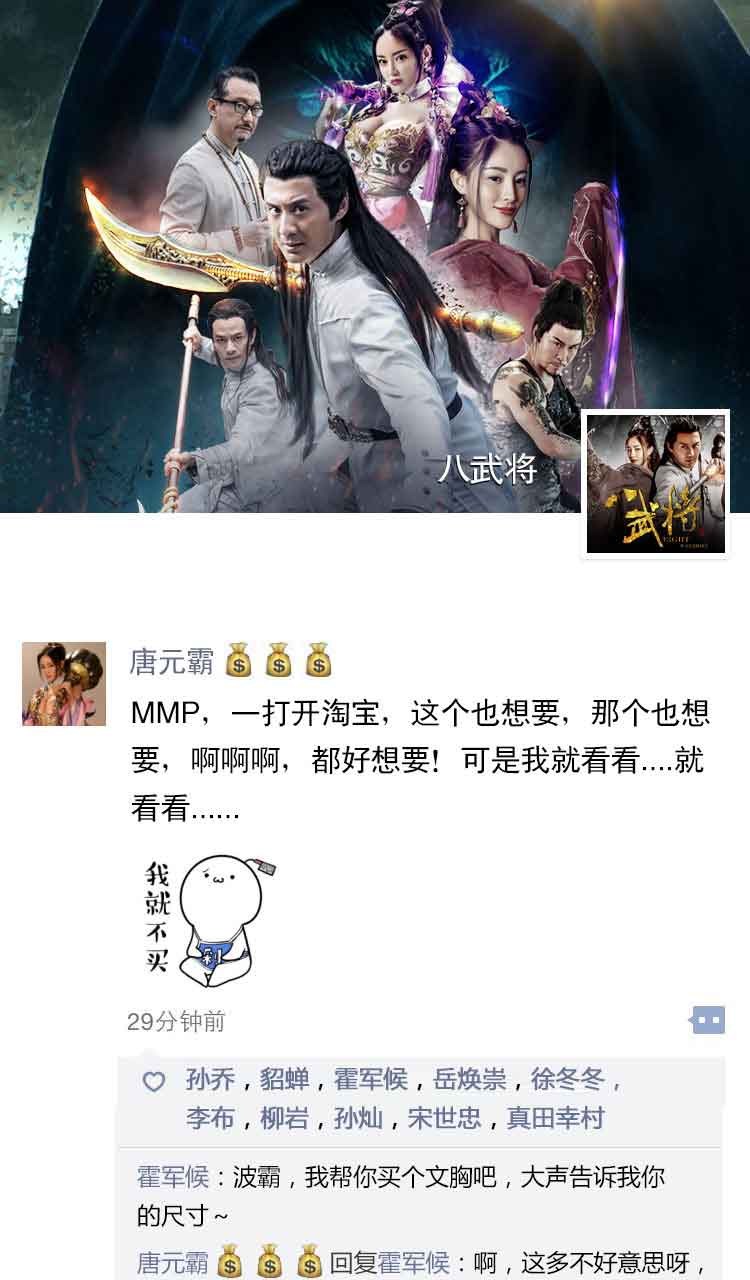 八武将
武将
EIGHT
唐元霸
MMP，一打开淘宝，这个也想要，那个也想
要，啊啊啊，都好想要！可是我就看看....就
看看......
我就不买
剁
29分钟前
孙乔，貂蝉，霍军候，岳焕崇，徐冬冬，
李布，柳岩，孙灿，宋世忠，真田幸村
霍军候：波霸，我帮你买个文胸吧，大声告诉我你
的尺寸～
唐元霸 回复霍军候：啊，这多不好意思呀，